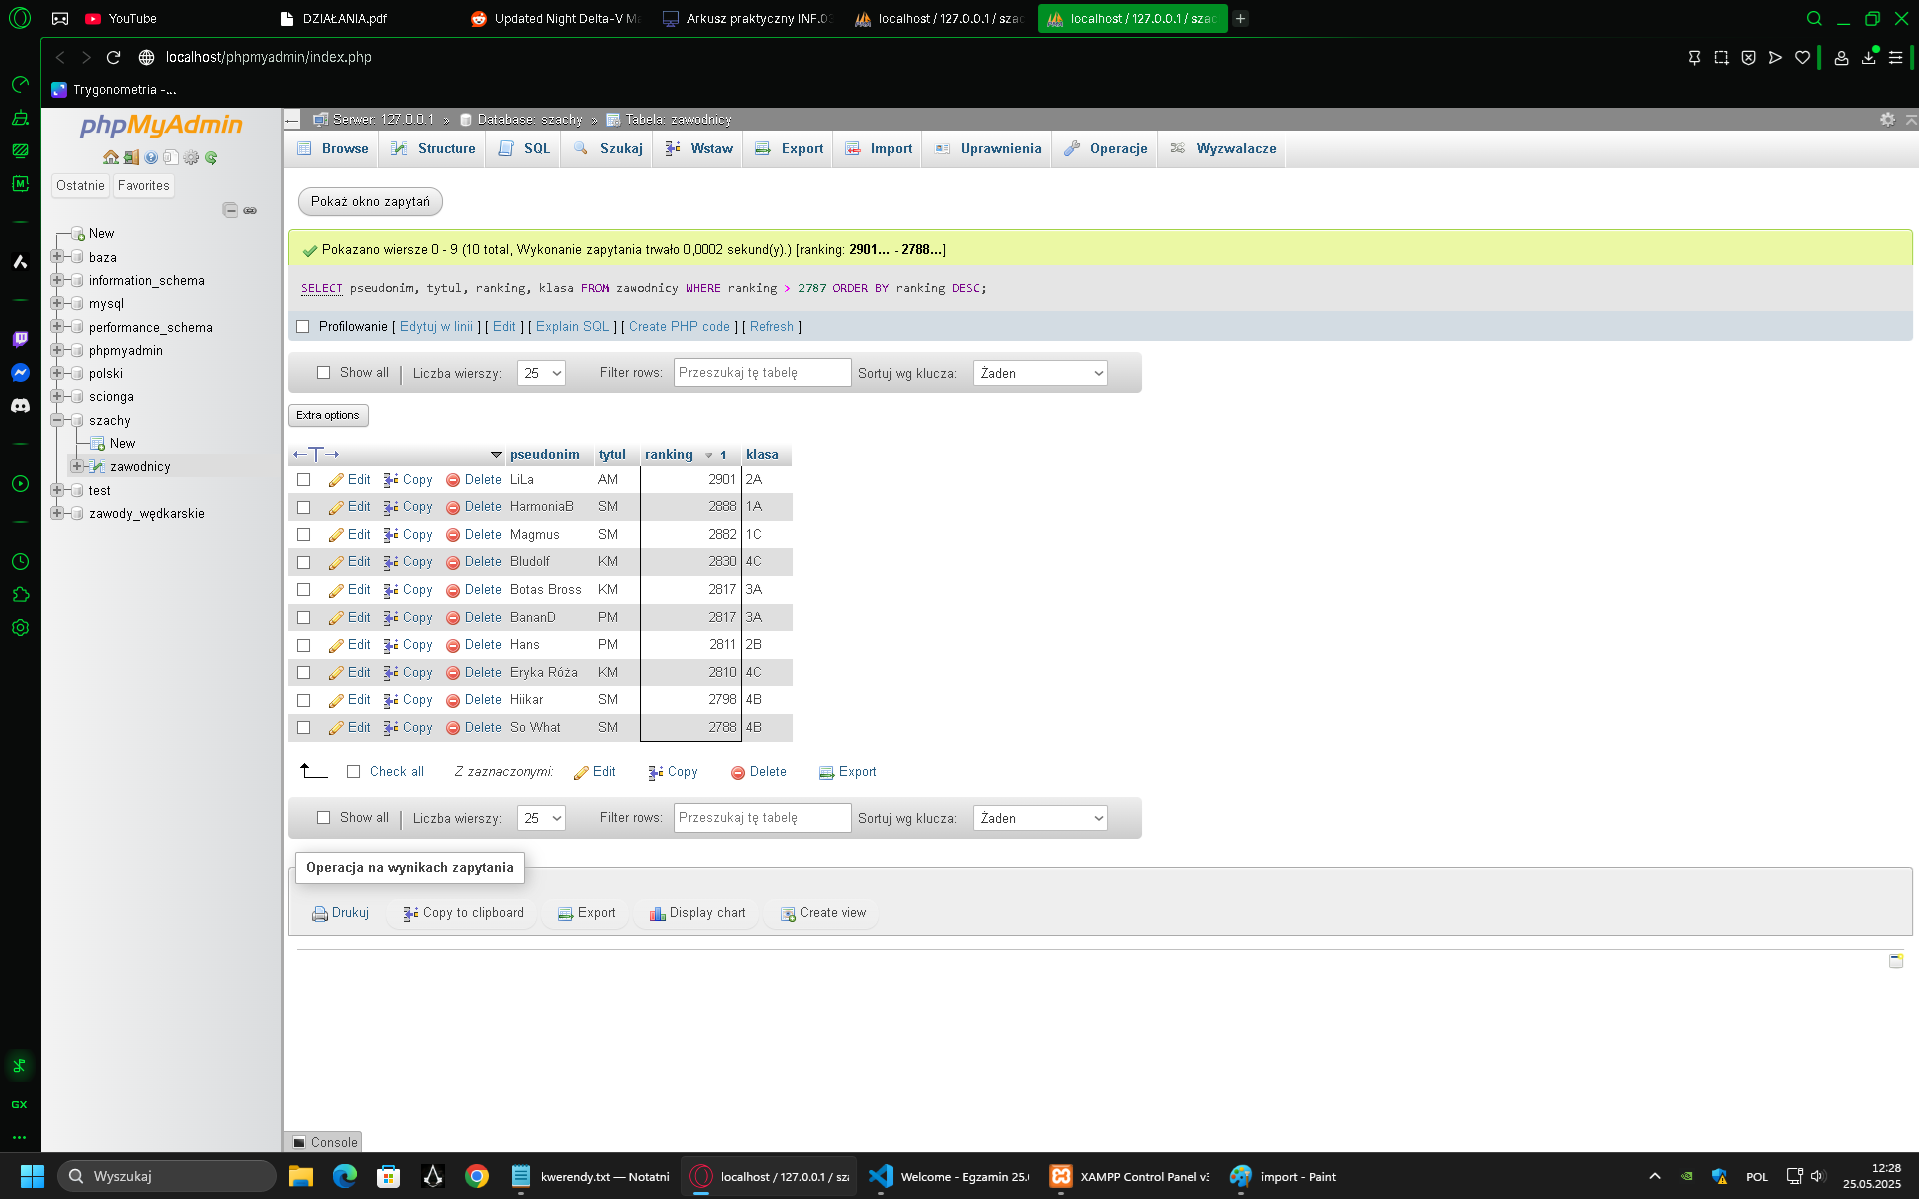 YouTube
DZIAŁANIA.pdf
Updated Night Delta-V Ma
Arkusz praktyczny INF.03
localhost / 127.0.0.1 / szac
localhost / 127.0.0.1 / szac
localhost/phpmyadmin/index.php
Trygonometria -...
phpMyAdmin
Ostatnie Favorites
New
baza
information_schema
mysql
performance_schema
phpmyadmin
polski
scionga
szachy
New
zawodnicy
test
zawody_wędkarskie
Serwer: 127.0.0.1 » Database: szachy » Tabela: zawodnicy
Browse Structure SQL Szukaj Wstaw Export Import Uprawnienia Operacje Wyzwalacze
Pokaż okno zapytań
Pokazano wiersze 0 - 9 (10 total, Wykonanie zapytania trwało 0,0002 sekund(y).) [ranking: 2901... - 2788...]
SELECT pseudonim, tytul, ranking, klasa FROM zawodnicy WHERE ranking > 2787 ORDER BY ranking DESC;
Profilowanie [ Edytuj w linii ] [ Edit ] [ Explain SQL ] [ Create PHP code ] [ Refresh ]
Show all | Liczba wierszy: 25 Filter rows: Przeszukaj tę tabelę Sortuj wg klucza: Żaden
Extra options
←T→ pseudonim tytul ranking 1 klasa
Edit Copy Delete LiLa AM 2901 2A
Edit Copy Delete HarmoniaB SM 2888 1A
Edit Copy Delete Magmus SM 2882 1C
Edit Copy Delete Bludolf KM 2830 4C
Edit Copy Delete Botas Bross KM 2817 3A
Edit Copy Delete BananD PM 2817 3A
Edit Copy Delete Hans PM 2811 2B
Edit Copy Delete Eryka Róża KM 2810 4C
Edit Copy Delete Hiikar SM 2798 4B
Edit Copy Delete So What SM 2788 4B
Check all Z zaznaczonymi: Edit Copy Delete Export
Show all | Liczba wierszy: 25 Filter rows: Przeszukaj tę tabelę Sortuj wg klucza: Żaden
Operacja na wynikach zapytania
Drukuj Copy to clipboard Export Display chart Create view
Console
GX
Wyszukaj
kwerendy.txt — Notatni
localhost / 127.0.0.1 / sza
Welcome - Egzamin 25.
XAMPP Control Panel v3
import - Paint
POL
12:28
25.05.2025